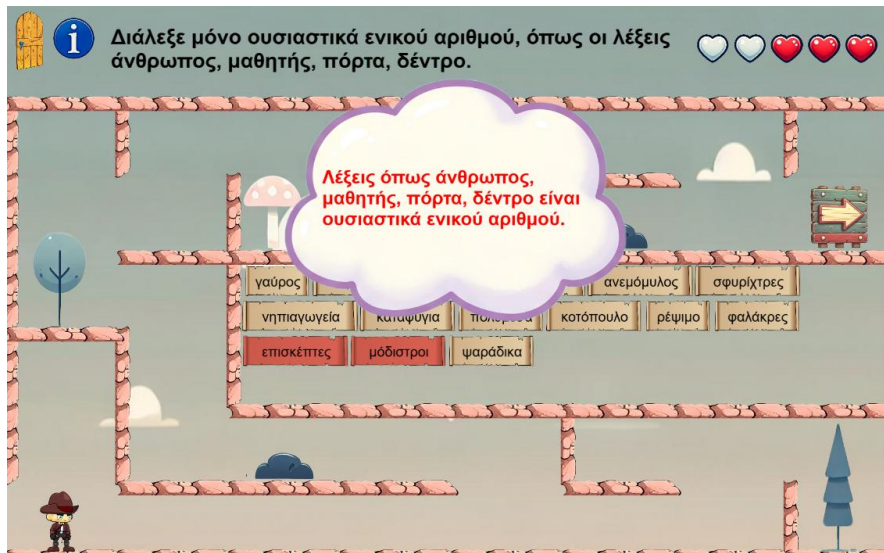 Διάλεξε μόνο ουσιαστικά ενικού αριθμού, όπως οι λέξεις
άνθρωπος, μαθητής, πόρτα, δέντρο.
Λέξεις όπως άνθρωπος,
μαθητής, πόρτα, δέντρο είναι
ουσιαστικά ενικού αριθμού.
γαύρος ανεμόμυλος σφυρίχτρες
νηπιαγωγεία καταφύγια κοτόπουλο ρέψιμο φαλάκρες
επισκέπτες μόδιστροι ψαράδικα